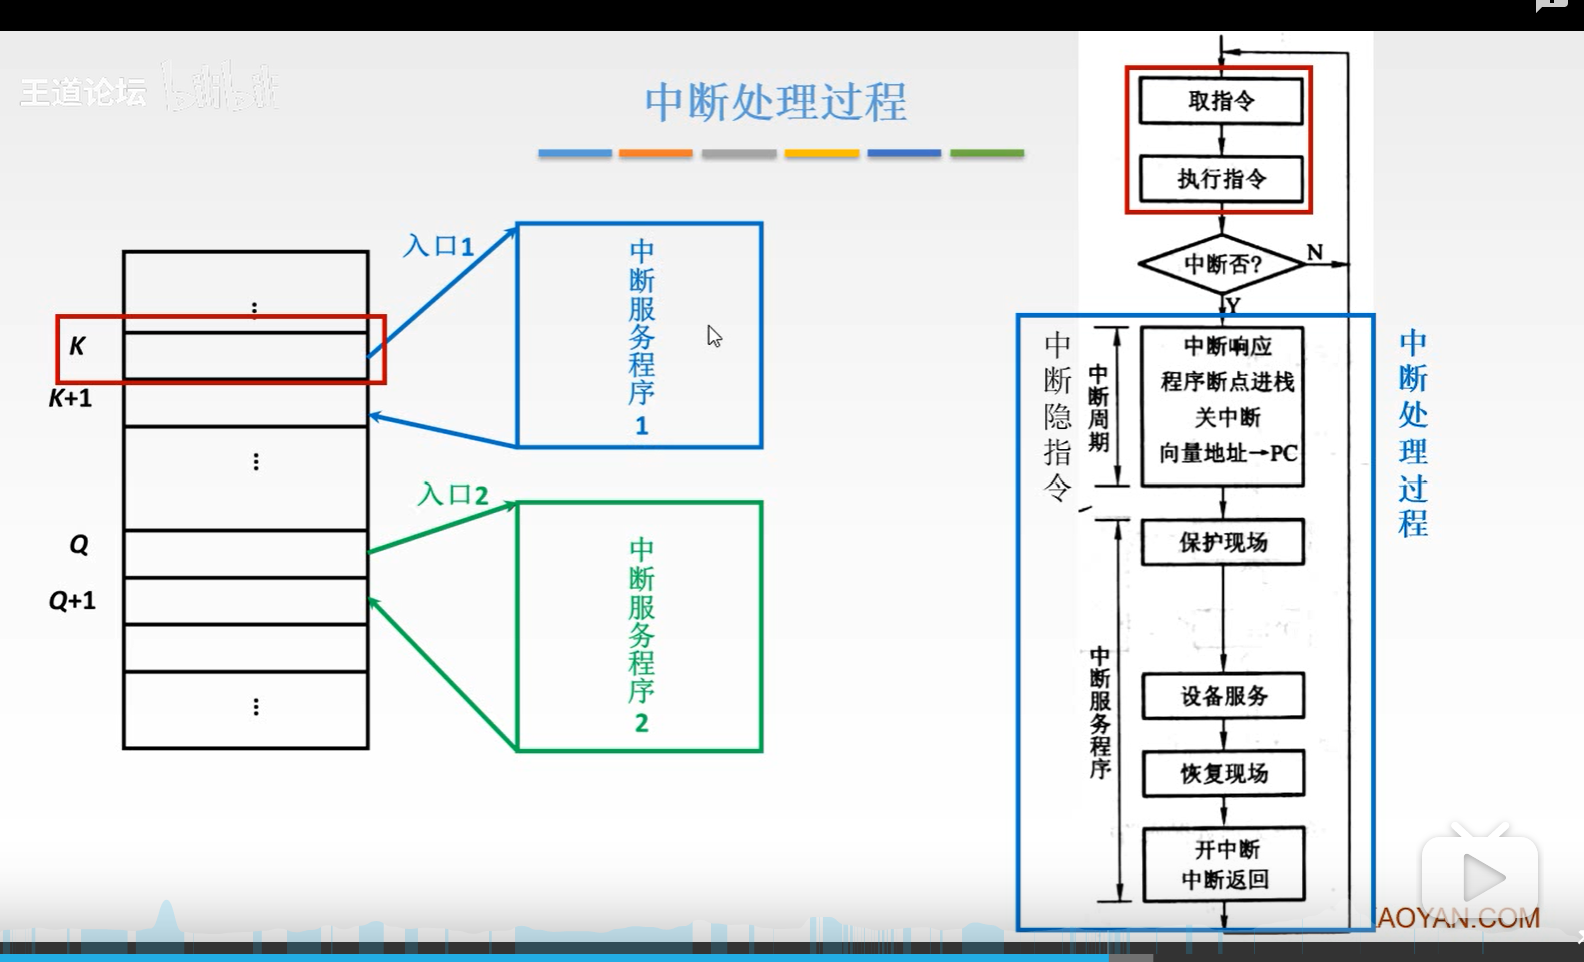 王道论坛
bilibili
中断处理过程
入口1
中断服务程序1
K
K+1
入口2
中断服务程序2
Q
Q+1
取指令
执行指令
中断否?
N
Y
中断隐指令
中断周期
中断响应
程序断点进栈
关中断
向量地址→PC
中断处理过程
中断服务程序
保护现场
设备服务
恢复现场
开中断
中断返回
AOYAN.COM